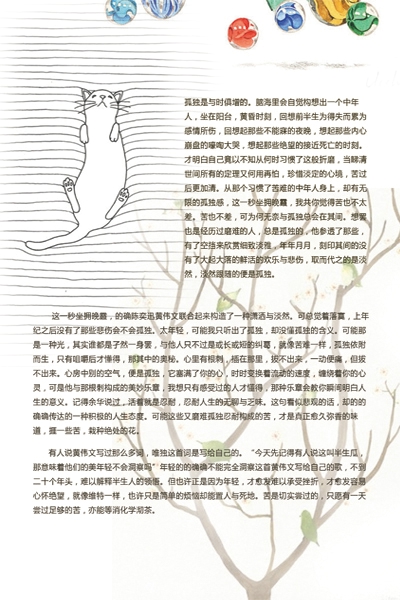 孤独是与时俱增的。脑海里会自觉构想出一个中年
人，坐在阳台，黄昏时刻，回想前半生为得失而累为
感情所伤，回想起那些不能寐的夜晚，想起那些内心
崩盘的嚎啕大哭，想起那些绝望的接近死亡的时刻。
才明白自己竟以不知从何时习惯了这般折磨，当睇清
世间所有的定理又何用再怕，珍惜淡定的心境，苦过
后更加清。从那个习惯了苦难的中年人身上，却有无
限的孤独感，这一秒坐拥晚霞，我共你觉得苦也不太
差。苦也不差，可为何无奈与孤独总会在其间。想罢
也是经历过磨难的人，总是孤独的，他参透了那些，
有了空挡来欣赏细致淡雅，年年月月，刻印其间的没
有了大起大落的鲜活的欢乐与悲伤，取而代之的是淡
然，淡然跟随的便是孤独。
这一秒坐拥晚霞，的确陈奕迅黄伟文联合起来构造了一种潇洒与淡然。可总觉着落寞，上年
纪之后没有了那些悲伤会不会孤独。太年轻，可能我只听出了孤独，却没懂孤独的含义。可能那
是一种光，其实谁都是孑然一身罢，与他人只不过是或长或短的纠葛，就像苦难一样，孤独依附
而生，只有咀嚼后才懂得，那其中的奥秘。心里有根刺，插在那里，拔不出来，一动便痛，但拔
不出来。心房中别的空气，便是孤独，它塞满了你的心，时时变换着流动的速度，缠绕着你的心
灵，可是他与那根刺构成的美妙乐章，我想只有感受过的人才懂得，那种乐章会教你瞬间明白人
生的意义。记得余华说过，活着就是忍耐，忍耐人生的无聊与乏味。这句看似悲观的话，却的的
确确传达的一种积极的人生态度。可能这些又磨难孤独忍耐构成的苦，才是真正愈久弥香的味
道，捱一些苦，栽种绝处的花。
有人说黄伟文写过那么多词，唯独这首词是写给自己的。“今天先记得有人说这叫半生瓜，
那意味着他们的美年轻不会洞察吗”年轻的的确确不能完全洞察这首黄伟文写给自己的歌，不到
二十个年头，难以解释半生人的领悟。但也许正是因为年轻，才愈发难以承受挫折，才愈发容易
心怀绝望，就像维特一样，也许只是简单的烦恼却能置人与死地。苦是切实尝过的，只愿有一天
尝过足够的苦，亦能等消化学沏茶。